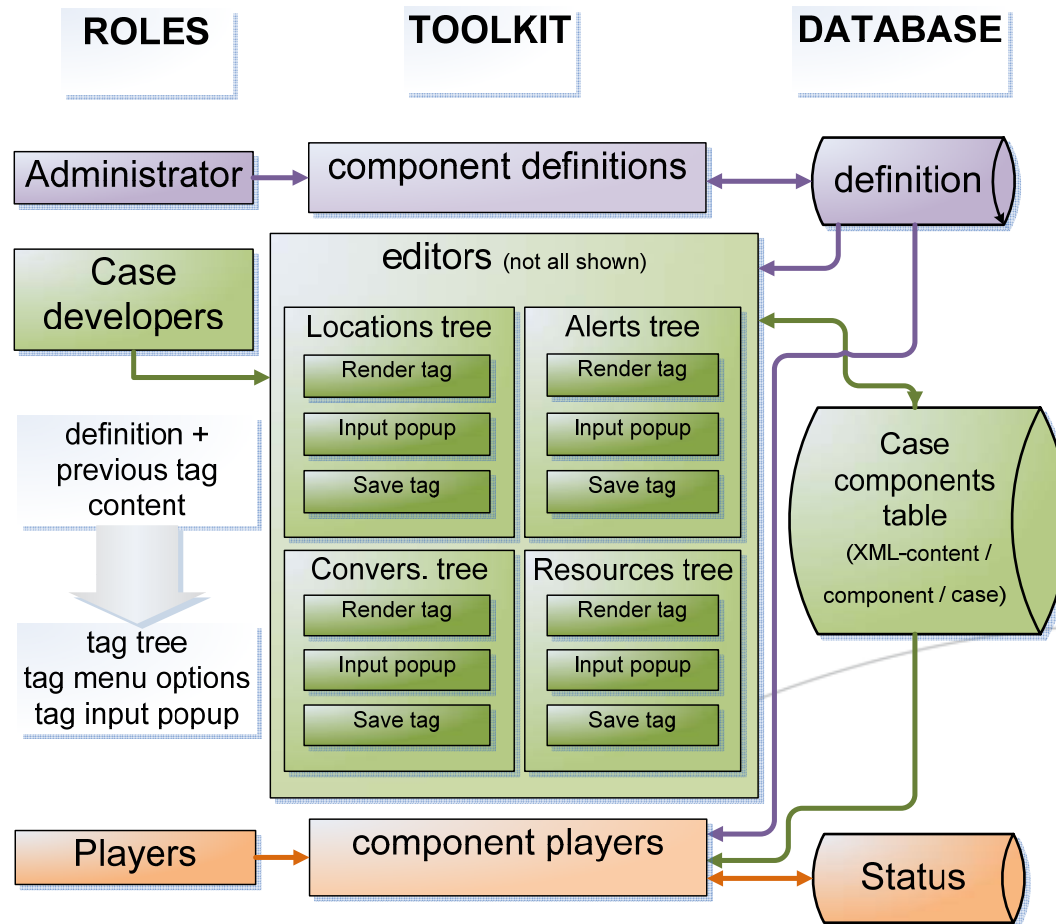 ROLES
TOOLKIT
DATABASE
Administrator
component definitions
definition
Case
developers
editors (not all shown)
Locations tree
Render tag
Input popup
Save tag
Alerts tree
Render tag
Input popup
Save tag
definition +
previous tag
content
Case
components
table
(XML-content /
component / case)
Convers. tree
Render tag
Input popup
Save tag
Resources tree
Render tag
Input popup
Save tag
tag tree
tag menu options
tag input popup
Players
component players
Status